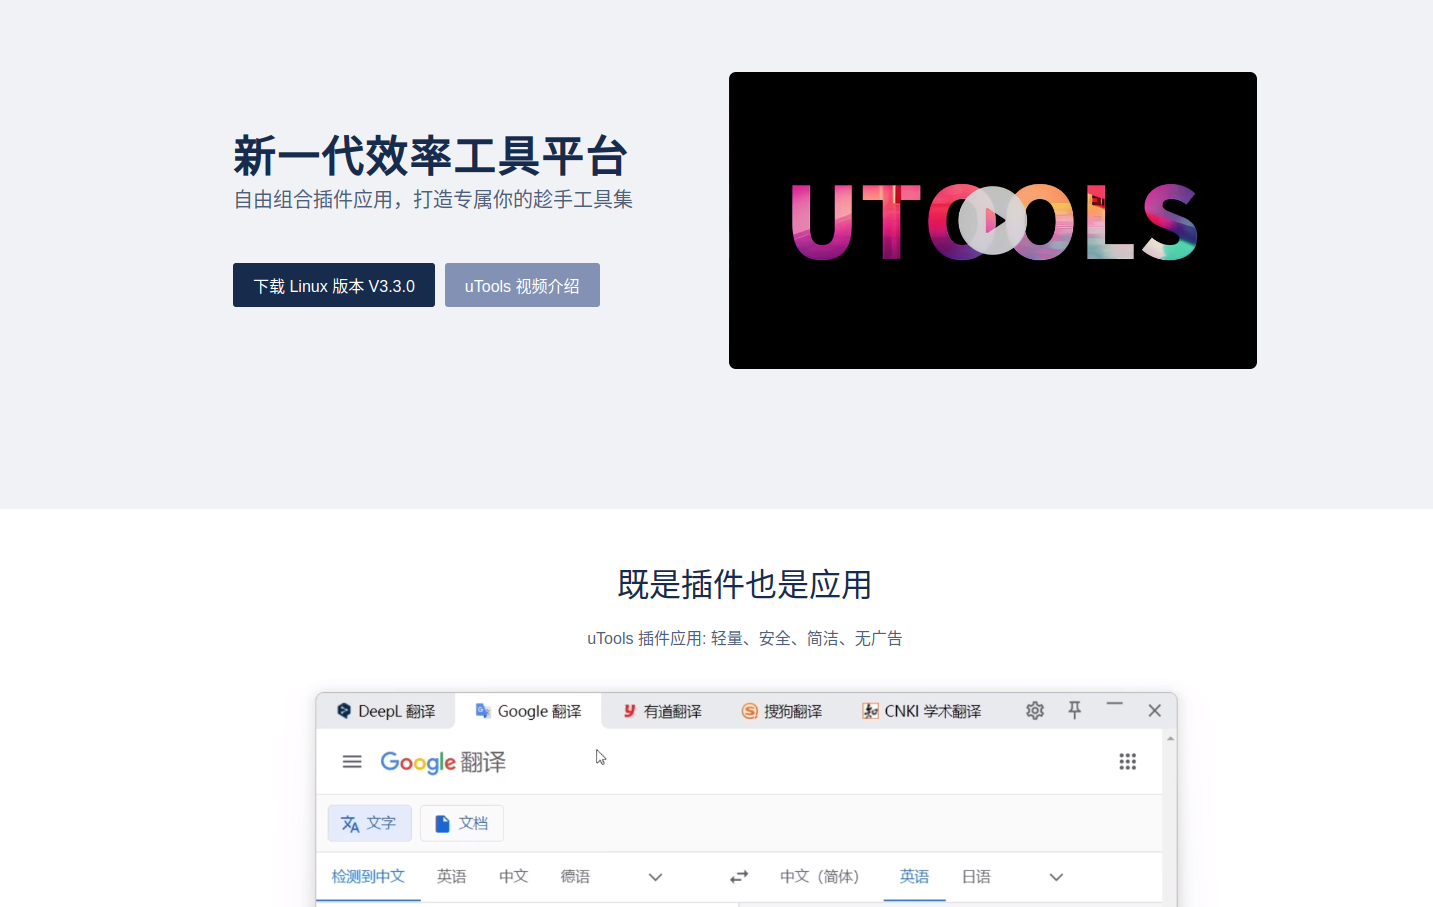 新一代效率工具平台
自由组合插件应用，打造专属你的趁手工具集
下载 Linux 版本 V3.3.0
uTools 视频介绍
UTOOLS
既是插件也是应用
uTools 插件应用: 轻量、安全、简洁、无广告
DeepL 翻译
Google 翻译
有道翻译
搜狗翻译
CNKI 学术翻译
Google 翻译
文字
文档
检测到中文
英语
中文
德语
中文（简体）
英语
日语